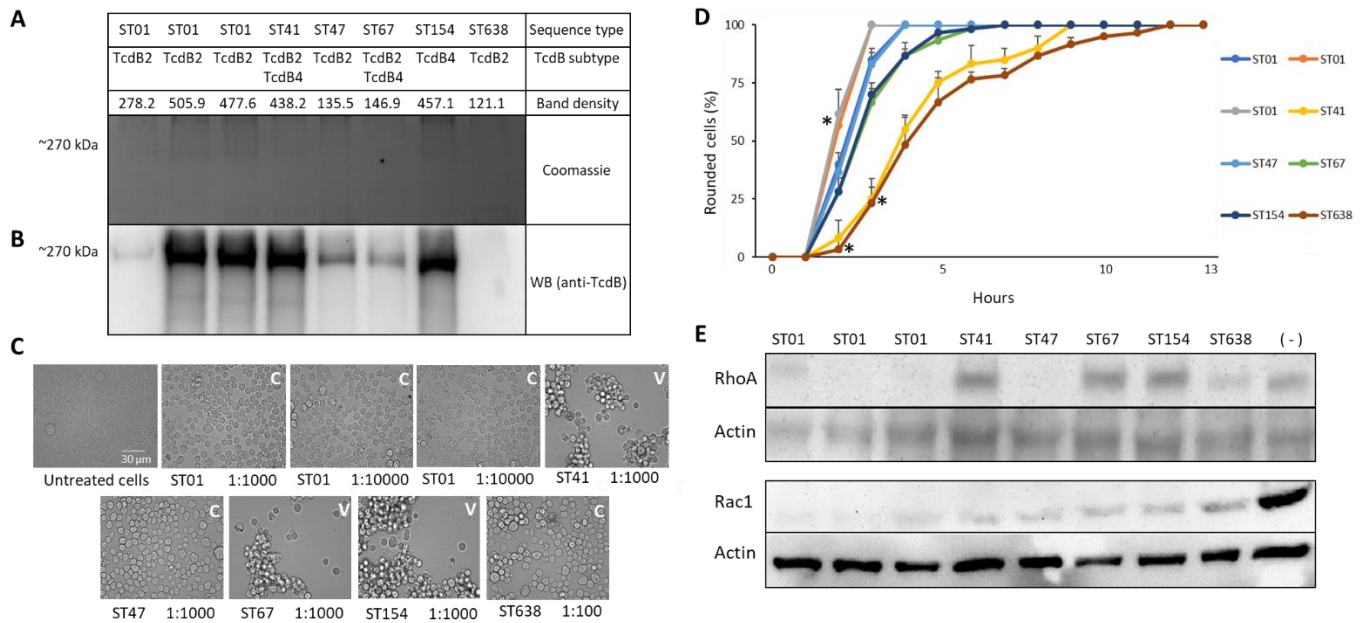 A
ST01 ST01 ST01 ST41 ST47 ST67 ST154 ST638 Sequence type
TcdB2 TcdB2 TcdB2 TcdB2 TcdB2 TcdB2 TcdB4 TcdB2 TcdB subtype
TcdB4 TcdB4
278.2 505.9 477.6 438.2 135.5 146.9 457.1 121.1 Band density
~270 kDa
Coomassie
B
~270 kDa
WB (anti-TcdB)
C
C C C V
30 µm
Untreated cells ST01 1:1000 ST01 1:10000 ST01 1:10000 ST41 1:1000
C V V C
ST47 1:1000 ST67 1:1000 ST154 1:1000 ST638 1:100
D
Rounded cells (%)
100
75
50
25
0
* * *
0 5 10 13
Hours
ST01 ST01
ST01 ST41
ST47 ST67
ST154 ST638
E
ST01 ST01 ST01 ST41 ST47 ST67 ST154 ST638 (-)
RhoA
Actin
Rac1
Actin